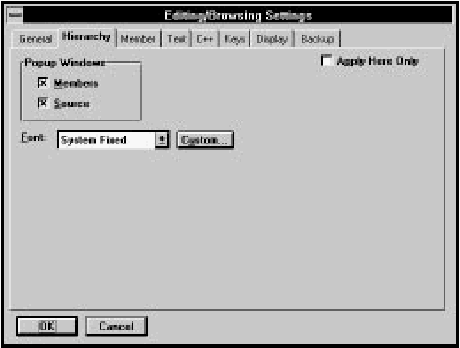 Editing/Browsing Settings
General Hierarchy Member Text C++ Keys Display Backup
Popup Windows
Apply Here Only
Members
Source
Font: System Fixed Custom...
OK Cancel